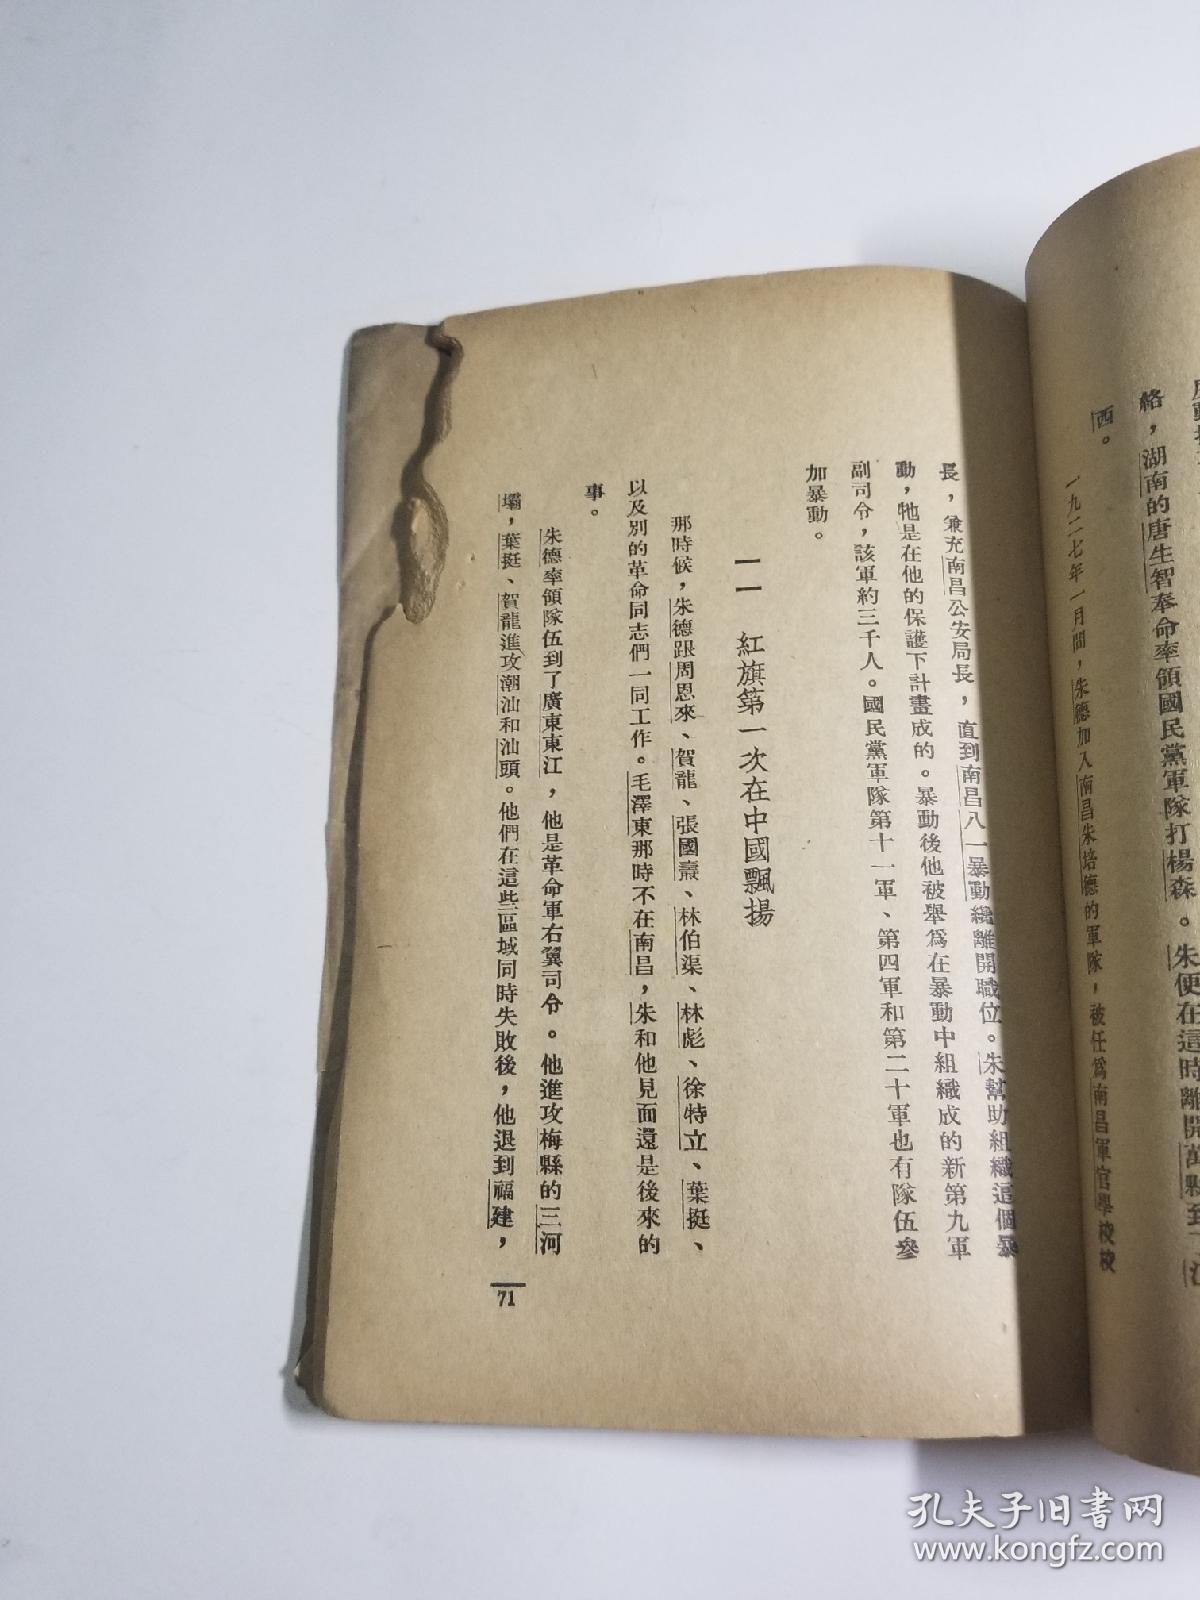 絡，湖南的唐生智奉命率領國民黨軍隊打楊森。朱便在這時離開萬縣到江
西。
一九二七年一月間，朱德加入南昌朱培德的軍隊，被任爲南昌軍官學校校
長，兼充南昌公安局長，直到南昌八一暴動纔離開職位。朱幫助組織這個暴
動，牠是在他的保護下計畫成的。暴動後他被舉爲在暴動中組織成的新第九軍
副司令，該軍約三千人。國民黨軍隊第十一軍、第四軍和第二十軍也有隊伍參
加暴動。
一一 紅旗第一次在中國飄揚
那時候，朱德跟周恩來、賀龍、張國燾、林伯渠、林彪、徐特立、葉挺、
以及別的革命同志們一同工作。毛澤東那時不在南昌，朱和他見面還是後來的
事。
朱德率領隊伍到了廣東東江，他是革命軍右翼司令。他進攻梅縣的三河
壩，葉挺、賀龍進攻潮汕和汕頭。他們在這些區域同時失敗後，他退到福建，
71
孔夫子旧书网
www.kongfz.com